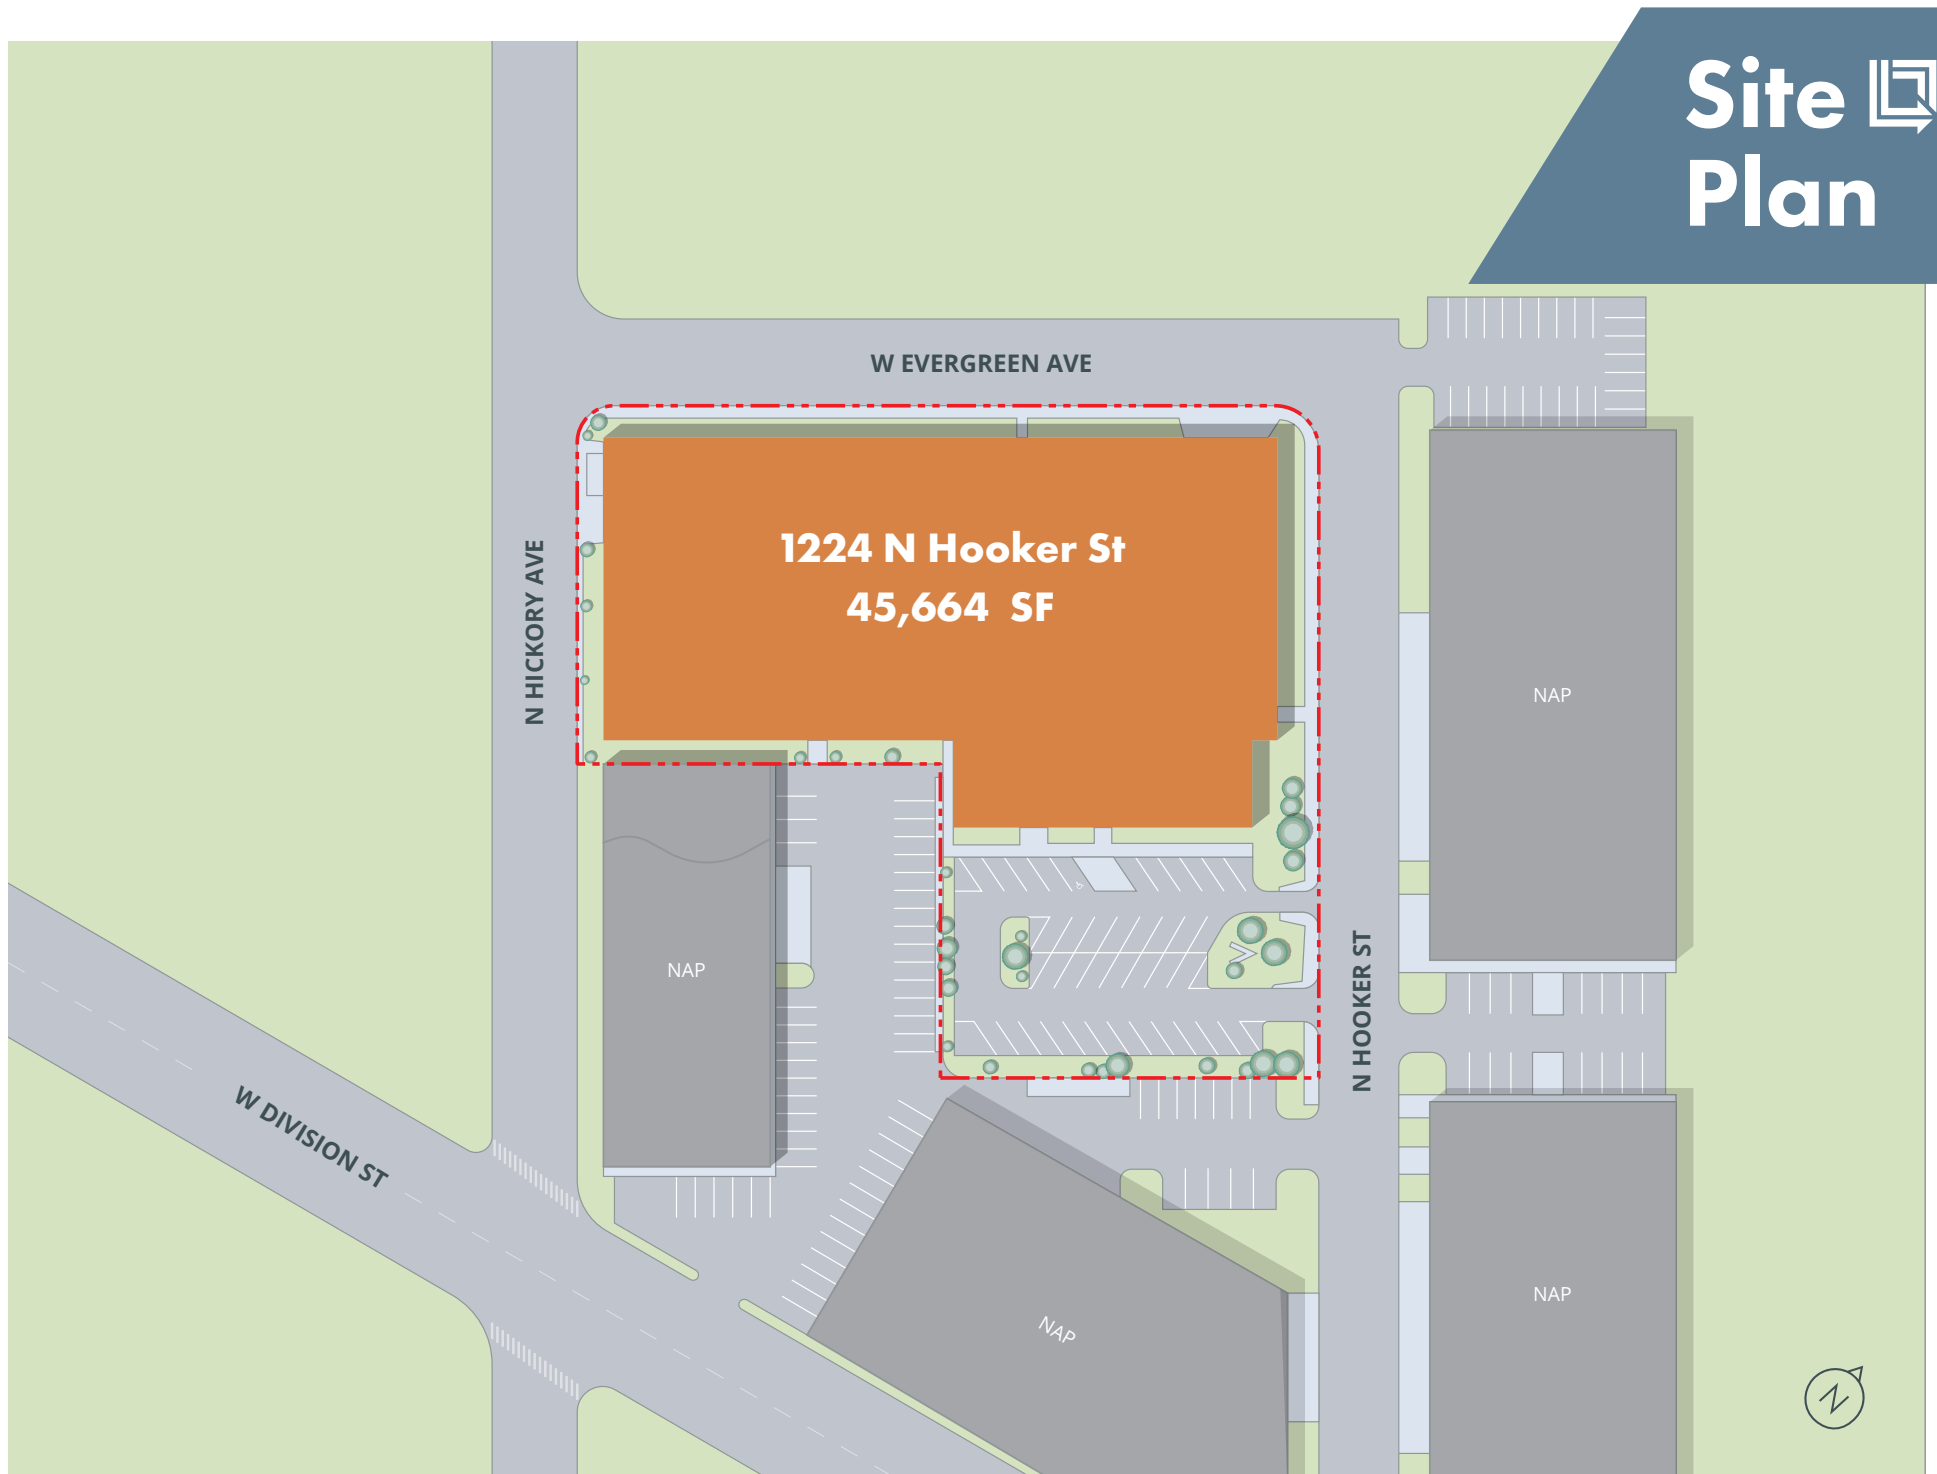 Site
Plan
W EVERGREEN AVE
1224 N Hooker St
45,664 SF
N HICKORY AVE
NAP
NAP
N HOOKER ST
W DIVISION ST
NAP
NAP
N